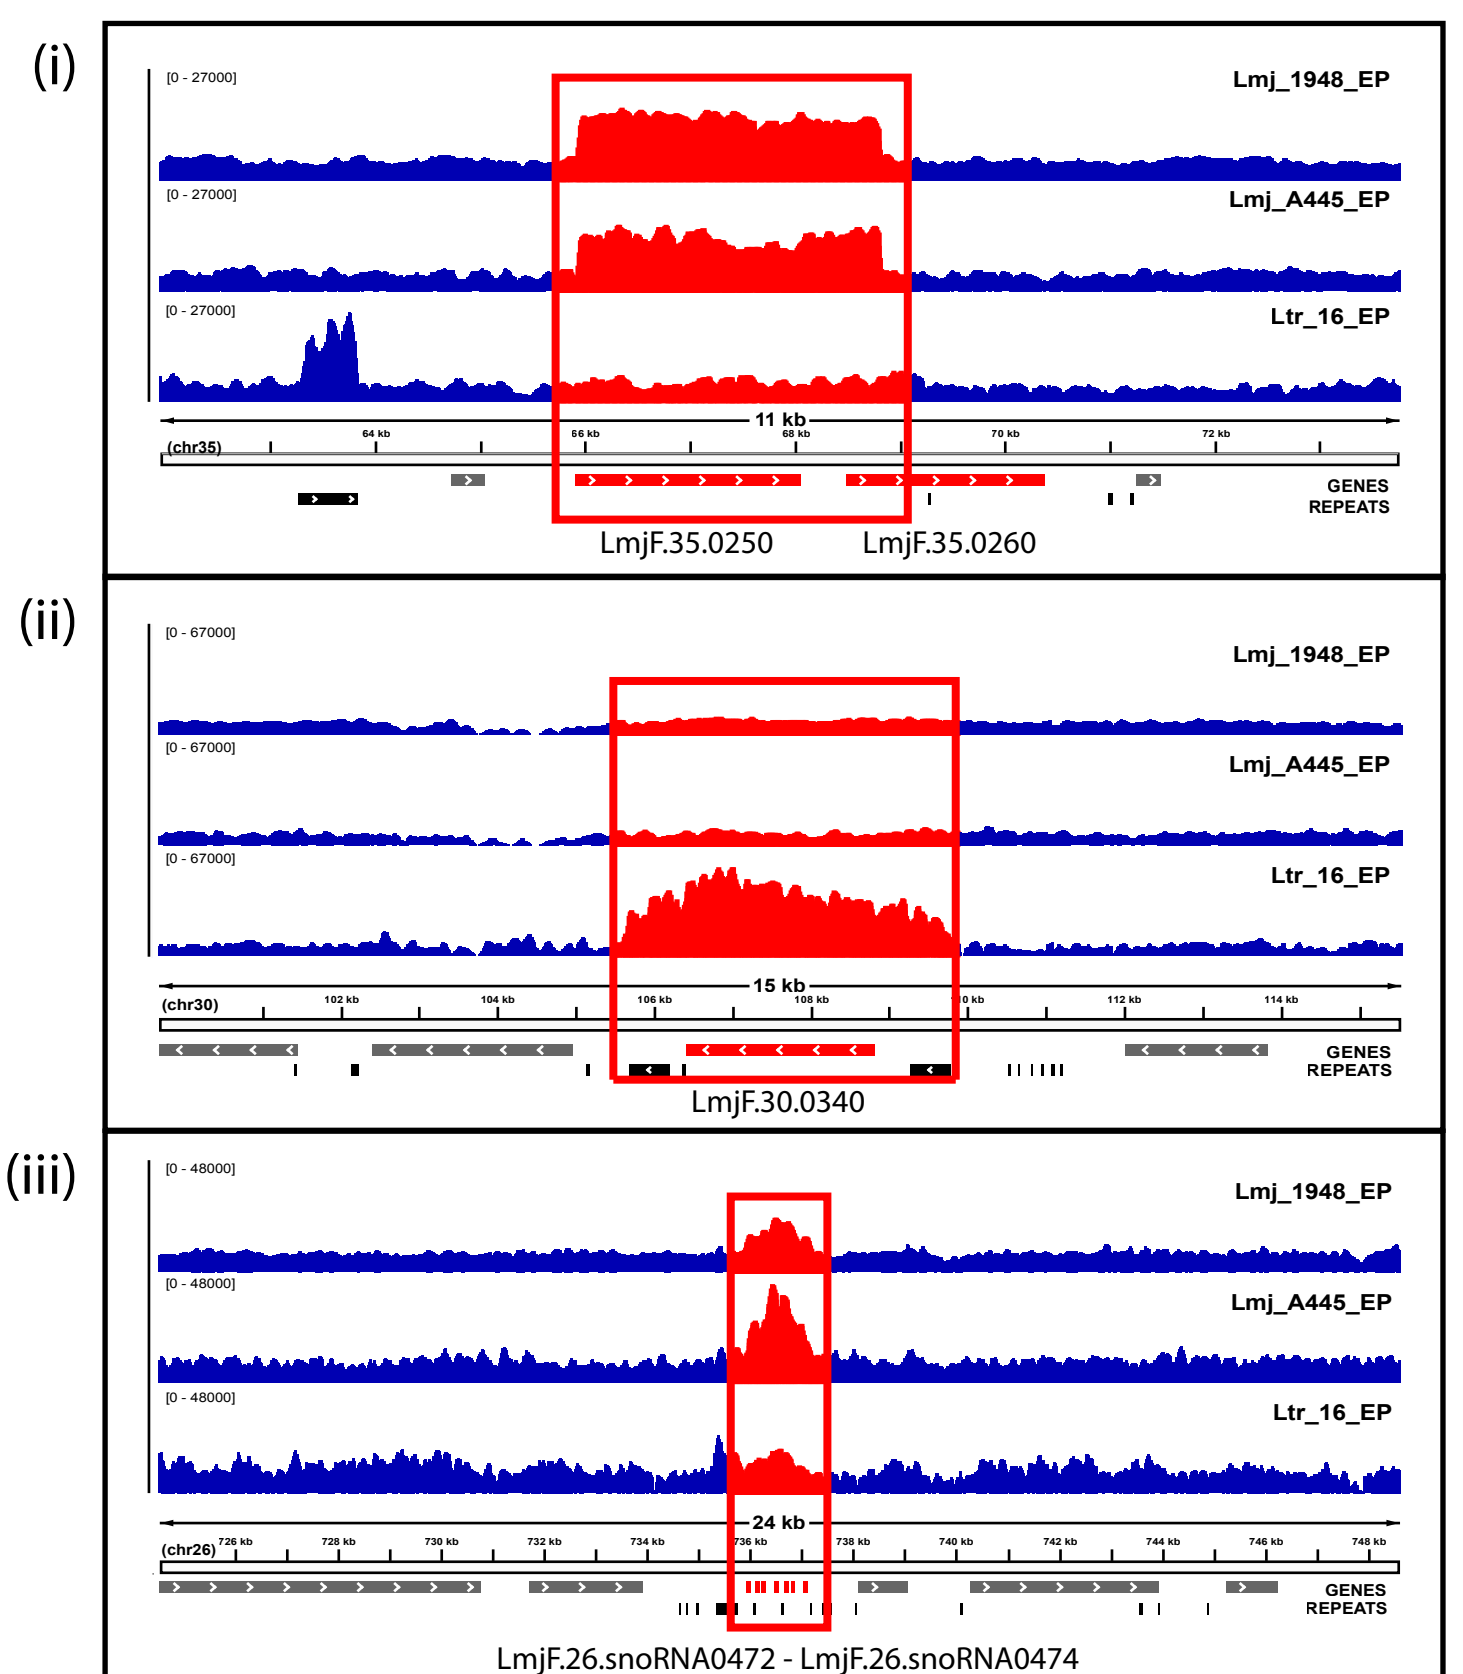 (i)
[0 - 27000]
Lmj_1948_EP
[0 - 27000]
Lmj_A445_EP
[0 - 27000]
Ltr_16_EP
11 kb
(chr35)
64 kb 66 kb 68 kb 70 kb 72 kb
GENES
REPEATS
LmjF.35.0250 LmjF.35.0260
(ii)
[0 - 67000]
Lmj_1948_EP
[0 - 67000]
Lmj_A445_EP
[0 - 67000]
Ltr_16_EP
15 kb
(chr30)
102 kb 104 kb 106 kb 108 kb 110 kb 112 kb 114 kb
GENES
REPEATS
LmjF.30.0340
(iii)
[0 - 48000]
Lmj_1948_EP
[0 - 48000]
Lmj_A445_EP
[0 - 48000]
Ltr_16_EP
24 kb
(chr26)
726 kb 728 kb 730 kb 732 kb 734 kb 736 kb 738 kb 740 kb 742 kb 744 kb 746 kb 748 kb
GENES
REPEATS
LmjF.26.snoRNA0472 - LmjF.26.snoRNA0474